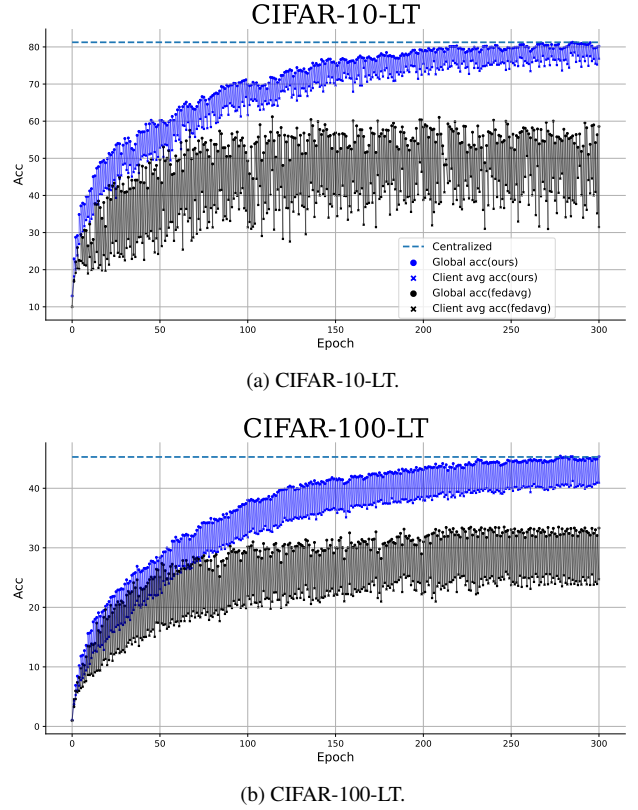 CIFAR-10-LT
80
70
60
50
40
30
20
10
Acc
0
50
100
150
200
250
300
Epoch
Centralized
Global acc(ours)
Client avg acc(ours)
Global acc(fedavg)
Client avg acc(fedavg)
(a) CIFAR-10-LT.
CIFAR-100-LT
40
30
20
10
0
Acc
0
50
100
150
200
250
300
Epoch
(b) CIFAR-100-LT.